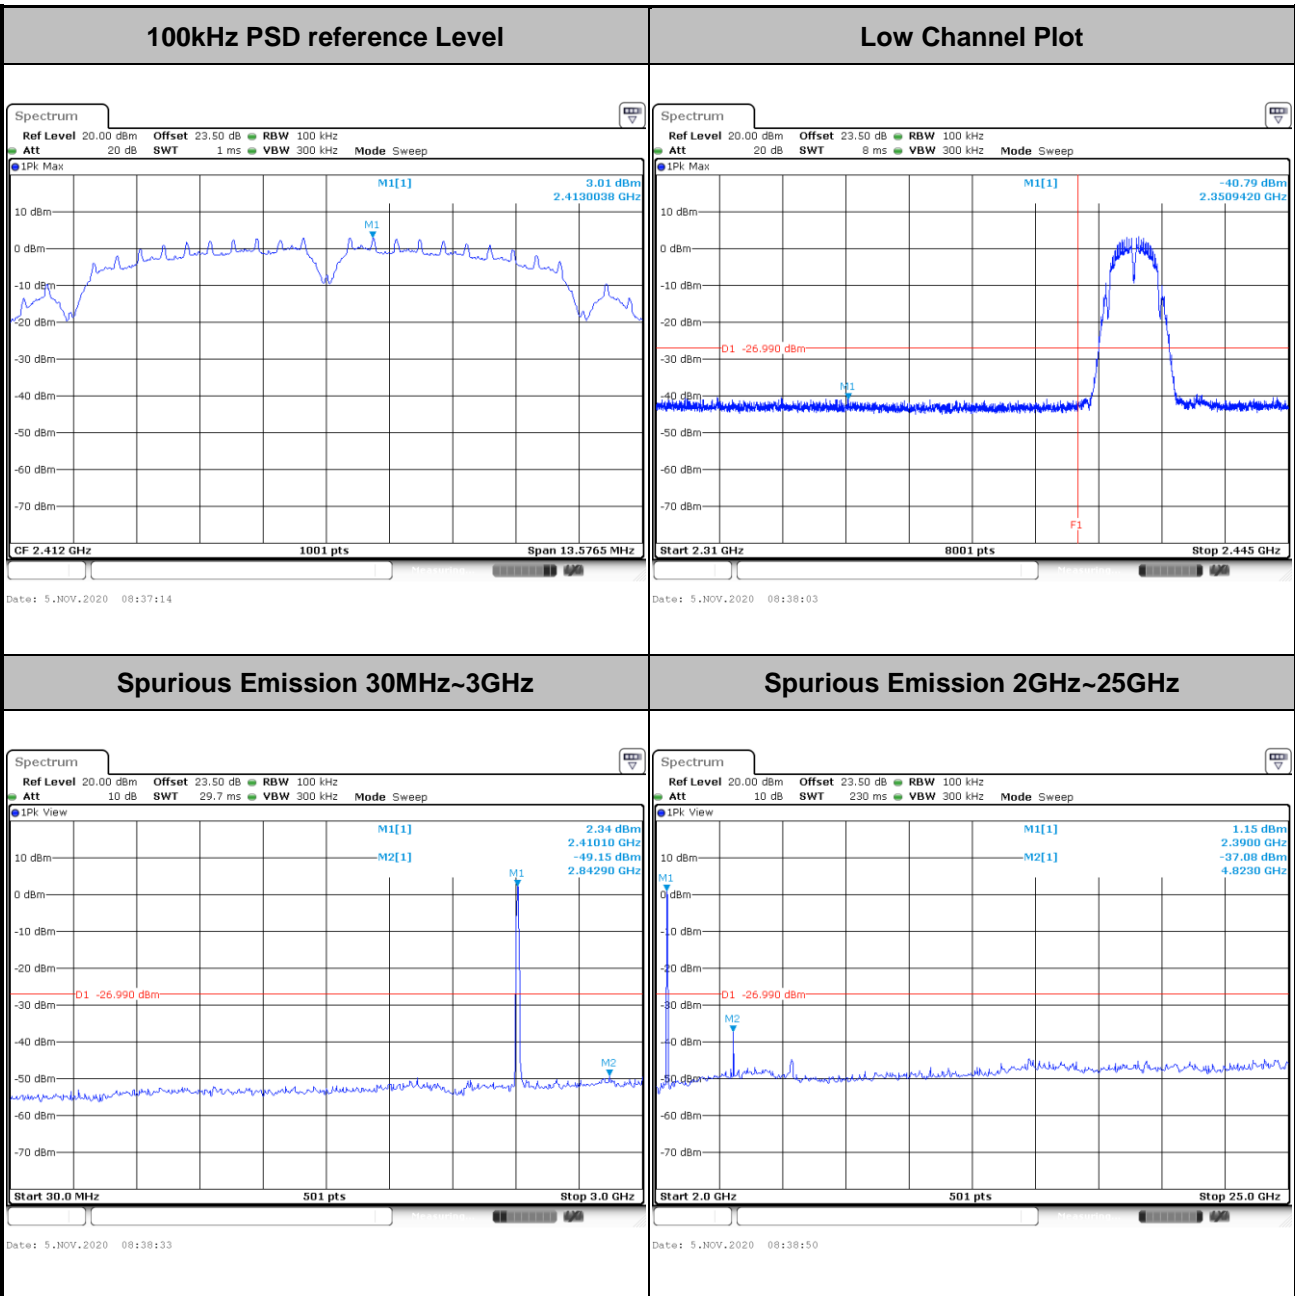 100kHz PSD reference Level
Low Channel Plot
Spectrum
Ref Level 20.00 dBm Offset 23.50 dB RBW 100 kHz
Att 20 dB SWT 1 ms VBW 300 kHz Mode Sweep
1Pk Max
M1[1] 3.01 dBm
2.4130038 GHz
M1
10 dBm
0 dBm
-10 dBm
-20 dBm
-30 dBm
-40 dBm
-50 dBm
-60 dBm
-70 dBm
CF 2.412 GHz 1001 pts Span 13.5765 MHz
Measuring
Date: 5.NOV.2020 08:37:14
Spectrum
Ref Level 20.00 dBm Offset 23.50 dB RBW 100 kHz
Att 20 dB SWT 8 ms VBW 300 kHz Mode Sweep
1Pk Max
M1[1] -40.79 dBm
2.3509420 GHz
10 dBm
0 dBm
-10 dBm
-20 dBm
D1 -26.990 dBm
-30 dBm
M1
-40 dBm
-50 dBm
-60 dBm
-70 dBm
F1
Start 2.31 GHz 8001 pts Stop 2.445 GHz
Measuring
Date: 5.NOV.2020 08:38:03
Spurious Emission 30MHz~3GHz
Spurious Emission 2GHz~25GHz
Spectrum
Ref Level 20.00 dBm Offset 23.50 dB RBW 100 kHz
Att 10 dB SWT 29.7 ms VBW 300 kHz Mode Sweep
1Pk View
M1[1] 2.34 dBm
2.41010 GHz
M2[1] -49.15 dBm
2.84290 GHz
10 dBm
M1
0 dBm
-10 dBm
-20 dBm
D1 -26.990 dBm
-30 dBm
-40 dBm
M2
-50 dBm
-60 dBm
-70 dBm
Start 30.0 MHz 501 pts Stop 3.0 GHz
Measuring
Date: 5.NOV.2020 08:38:33
Spectrum
Ref Level 20.00 dBm Offset 23.50 dB RBW 100 kHz
Att 10 dB SWT 230 ms VBW 300 kHz Mode Sweep
1Pk View
M1[1] 1.15 dBm
2.3900 GHz
M2[1] -37.08 dBm
4.8230 GHz
10 dBm
M1
0 dBm
-10 dBm
-20 dBm
D1 -26.990 dBm
-30 dBm
M2
-40 dBm
-50 dBm
-60 dBm
-70 dBm
Start 2.0 GHz 501 pts Stop 25.0 GHz
Measuring
Date: 5.NOV.2020 08:38:50